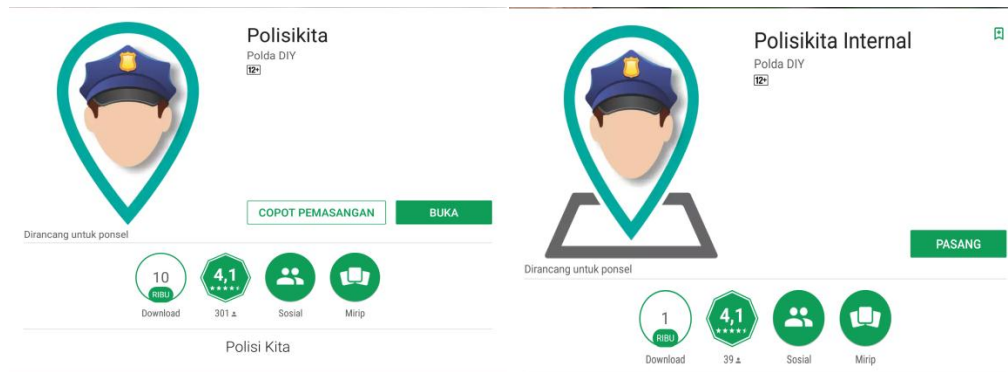 Polisikita
Polda DIY
12+
COPOT PEMASANGAN
BUKA
Dirancang untuk ponsel
10
RIBU
Download
4,1
301
Sosial
Mirip
Polisi Kita
Polisikita Internal
Polda DIY
12+
PASANG
Dirancang untuk ponsel
1
RIBU
Download
4,1
39
Sosial
Mirip